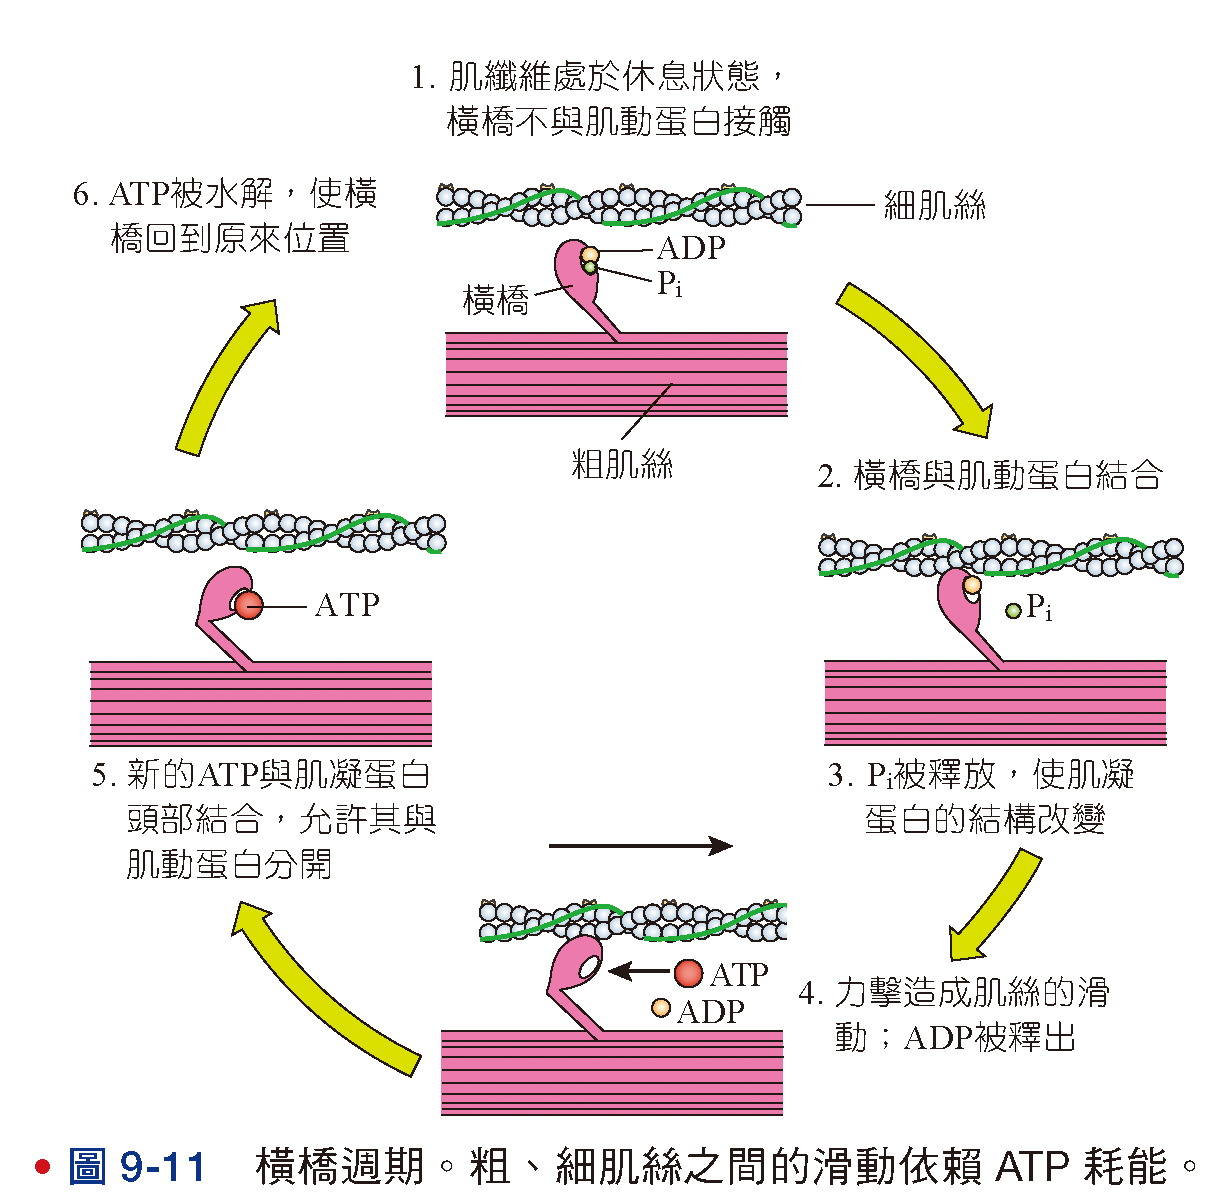 1. 肌纖維處於休息狀態，
橫橋不與肌動蛋白接觸
細肌絲
ADP
Pi
橫橋
粗肌絲
2. 橫橋與肌動蛋白結合
Pi
3. Pi被釋放，使肌凝
蛋白的結構改變
4. 力擊造成肌絲的滑
動；ADP被釋出
ATP
ADP
5. 新的ATP與肌凝蛋白
頭部結合，允許其與
肌動蛋白分開
ATP
6. ATP被水解，使橫
橋回到原來位置
• 圖 9-11 橫橋週期。粗、細肌絲之間的滑動依賴 ATP 耗能。